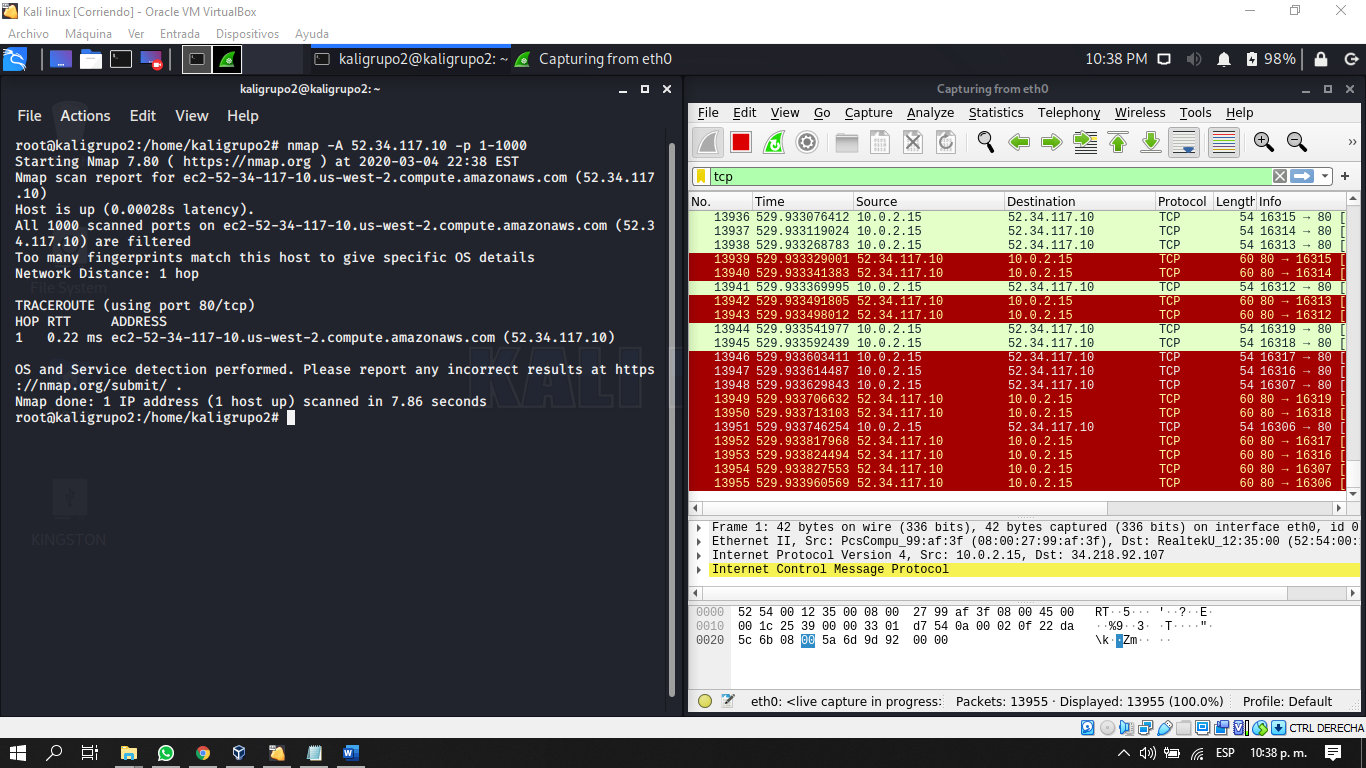 Kali linux [Corriendo] - Oracle VM VirtualBox
Archivo Máquina Ver Entrada Dispositivos Ayuda
kaligrupo2@kaligrupo2: ~ Capturing from eth0 10:38 PM 98%
kaligrupo2@kaligrupo2: ~
File Actions Edit View Help
root@kaligrupo2:/home/kaligrupo2# nmap -A 52.34.117.10 -p 1-1000
Starting Nmap 7.80 ( https://nmap.org ) at 2020-03-04 22:38 EST
Nmap scan report for ec2-52-34-117-10.us-west-2.compute.amazonaws.com (52.34.117
.10)
Host is up (0.00028s latency).
All 1000 scanned ports on ec2-52-34-117-10.us-west-2.compute.amazonaws.com (52.3
4.117.10) are filtered
Too many fingerprints match this host to give specific OS details
Network Distance: 1 hop
File System
TRACEROUTE (using port 80/tcp)
HOP RTT ADDRESS
1 0.22 ms ec2-52-34-117-10.us-west-2.compute.amazonaws.com (52.34.117.10)
KALI
OS and Service detection performed. Please report any incorrect results at https
://nmap.org/submit/ .
Nmap done: 1 IP address (1 host up) scanned in 7.86 seconds
root@kaligrupo2:/home/kaligrupo2#
KINGSTON
Capturing from eth0
File Edit View Go Capture Analyze Statistics Telephony Wireless Tools Help
tcp
No. Time Source Destination Protocol Length Info
13936 529.933076412 10.0.2.15 52.34.117.10 TCP 54 16315 → 80 [
13937 529.933119024 10.0.2.15 52.34.117.10 TCP 54 16314 → 80 [
13938 529.933268783 10.0.2.15 52.34.117.10 TCP 54 16313 → 80 [
13939 529.933329001 52.34.117.10 10.0.2.15 TCP 60 80 → 16315 [
13940 529.933341383 52.34.117.10 10.0.2.15 TCP 60 80 → 16314 [
13941 529.933369995 10.0.2.15 52.34.117.10 TCP 54 16312 → 80 [
13942 529.933491805 52.34.117.10 10.0.2.15 TCP 60 80 → 16313 [
13943 529.933498012 52.34.117.10 10.0.2.15 TCP 60 80 → 16312 [
13944 529.933541977 10.0.2.15 52.34.117.10 TCP 54 16319 → 80 [
13945 529.933592439 10.0.2.15 52.34.117.10 TCP 54 16318 → 80 [
13946 529.933603411 10.0.2.15 52.34.117.10 TCP 54 16317 → 80 [
13947 529.933614487 10.0.2.15 52.34.117.10 TCP 54 16316 → 80 [
13948 529.933629843 10.0.2.15 52.34.117.10 TCP 54 16307 → 80 [
13949 529.933706632 52.34.117.10 10.0.2.15 TCP 60 80 → 16319 [
13950 529.933713103 52.34.117.10 10.0.2.15 TCP 60 80 → 16318 [
13951 529.933746254 10.0.2.15 52.34.117.10 TCP 54 16306 → 80 [
13952 529.933817968 52.34.117.10 10.0.2.15 TCP 60 80 → 16317 [
13953 529.933824494 52.34.117.10 10.0.2.15 TCP 60 80 → 16316 [
13954 529.933827553 52.34.117.10 10.0.2.15 TCP 60 80 → 16307 [
13955 529.933960569 52.34.117.10 10.0.2.15 TCP 60 80 → 16306 [
Frame 1: 42 bytes on wire (336 bits), 42 bytes captured (336 bits) on interface eth0, id 0
Ethernet II, Src: PcsCompu_99:af:3f (08:00:27:99:af:3f), Dst: RealtekU_12:35:00 (52:54:00:
Internet Protocol Version 4, Src: 10.0.2.15, Dst: 34.218.92.107
Internet Control Message Protocol
0000 52 54 00 12 35 00 08 00 27 99 af 3f 08 00 45 00 RT··5···'··?··E·
0010 00 1c 25 39 00 00 33 01 d7 54 0a 00 02 0f 22 da ··%9··3··T····"·
0020 5c 6b 08 00 5a 6d 9d 92 00 00 \k··Zm····
eth0: <live capture in progress: Packets: 13955 · Displayed: 13955 (100.0%) Profile: Default
CTRL DERECHA
ESP 10:38 p. m.